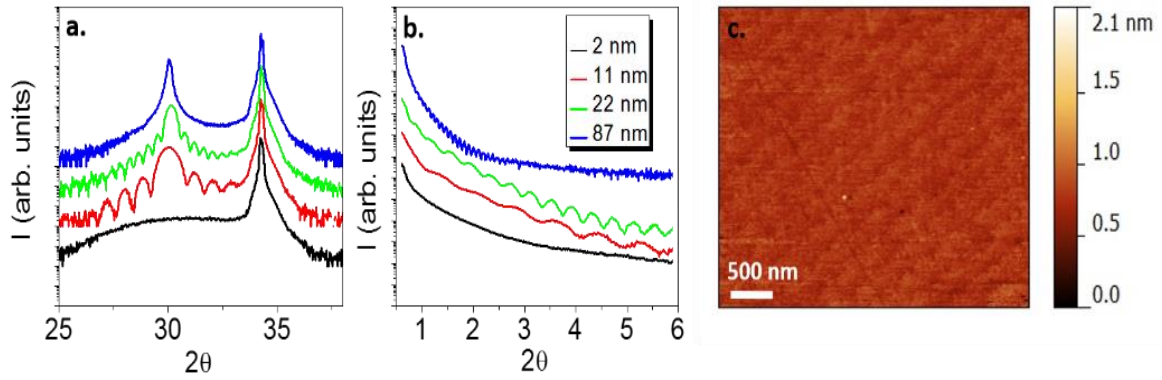 a.
I (arb. units)
25 30 35
2θ
b.
2 nm
11 nm
22 nm
87 nm
I (arb. units)
1 2 3 4 5 6
2θ
c.
500 nm
2.1 nm
1.5
1.0
0.5
0.0